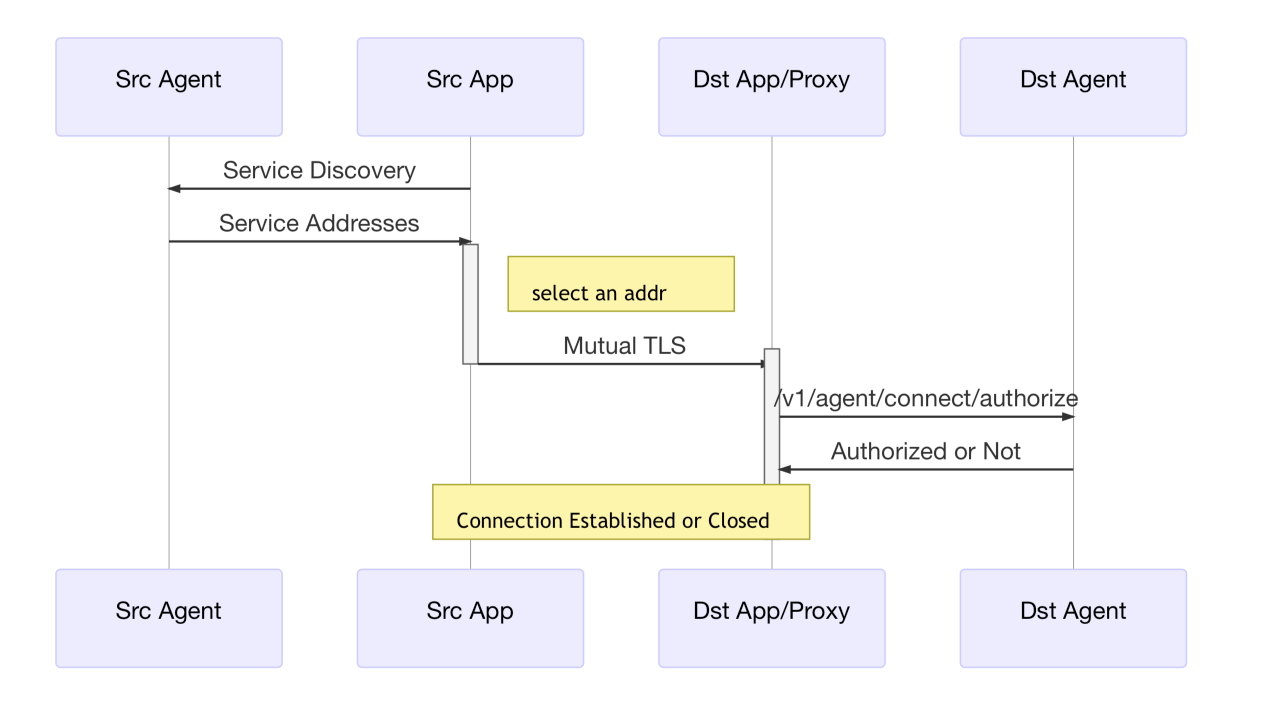 Src Agent
Src App
Dst App/Proxy
Dst Agent
Service Discovery
Service Addresses
select an addr
Mutual TLS
/v1/agent/connect/authorize
Authorized or Not
Connection Established or Closed
Src Agent
Src App
Dst App/Proxy
Dst Agent